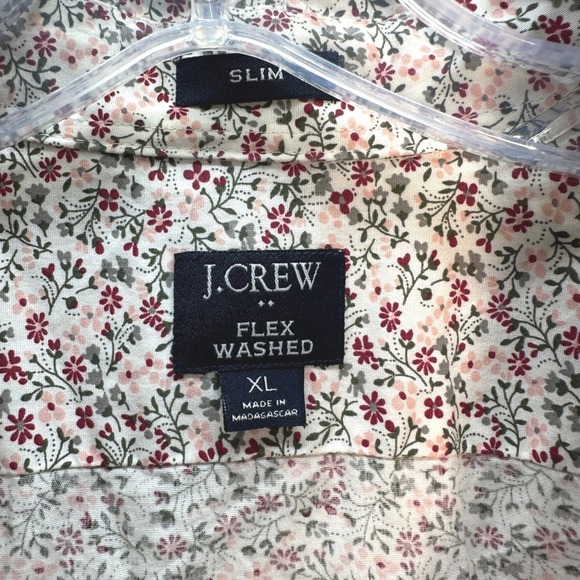 SLIM
J.CREW
FLEX
WASHED
XL
MADE IN
MADAGASCAR